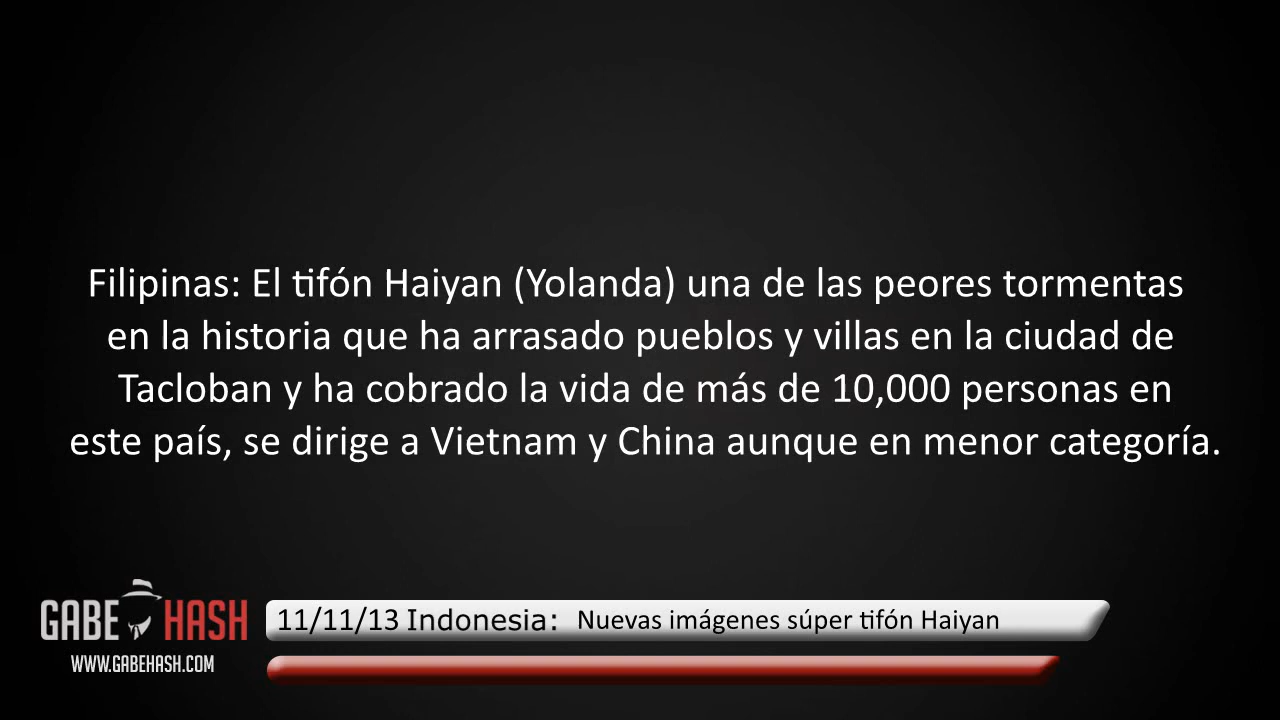 Filipinas: El tifón Haiyan (Yolanda) una de las peores tormentas
en la historia que ha arrasado pueblos y villas en la ciudad de
Tacloban y ha cobrado la vida de más de 10,000 personas en
este país, se dirige a Vietnam y China aunque en menor categoría.
GABE HASH
WWW.GABEHASH.COM
11/11/13 Indonesia: Nuevas imágenes súper tifón Haiyan